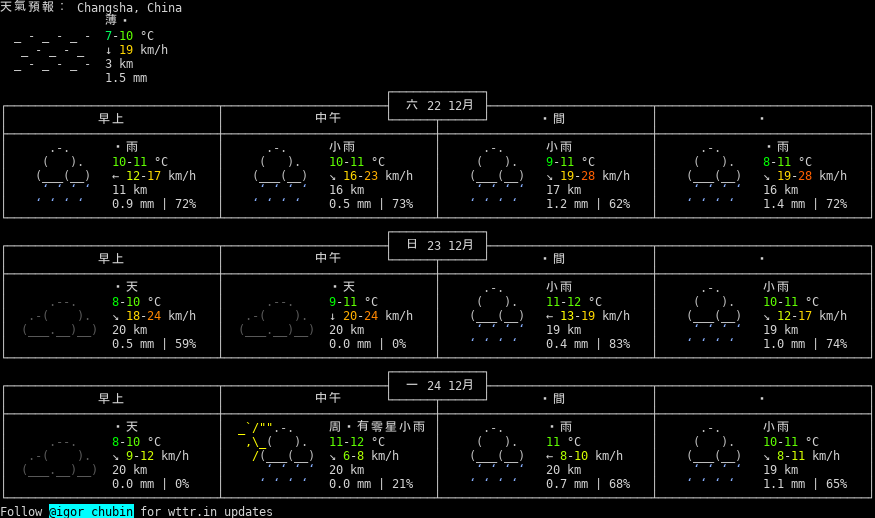 天氣預報： Changsha, China
薄・
7-10 °C
↓ 19 km/h
3 km
1.5 mm
六 22 12月
早上 中午 ・間 ・
・雨 小雨 小雨 ・雨
10-11 °C 10-11 °C 9-11 °C 8-11 °C
← 12-17 km/h ↘ 16-23 km/h ↘ 19-28 km/h ↘ 19-28 km/h
11 km 16 km 17 km 16 km
0.9 mm | 72% 0.5 mm | 73% 1.2 mm | 62% 1.4 mm | 72%
日 23 12月
早上 中午 ・間 ・
・天 ・天 小雨 小雨
8-10 °C 9-11 °C 11-12 °C 10-11 °C
↘ 18-24 km/h ↓ 20-24 km/h ← 13-19 km/h ↘ 12-17 km/h
20 km 20 km 19 km 19 km
0.5 mm | 59% 0.0 mm | 0% 0.4 mm | 83% 1.0 mm | 74%
一 24 12月
早上 中午 ・間 ・
・天 周・有零星小雨 ・雨 小雨
8-10 °C 11-12 °C 11 °C 10-11 °C
↘ 9-12 km/h ↘ 6-8 km/h ← 8-10 km/h ↘ 8-11 km/h
20 km 20 km 20 km 19 km
0.0 mm | 0% 0.0 mm | 21% 0.7 mm | 68% 1.1 mm | 65%
Follow @igor_chubin for wttr.in updates